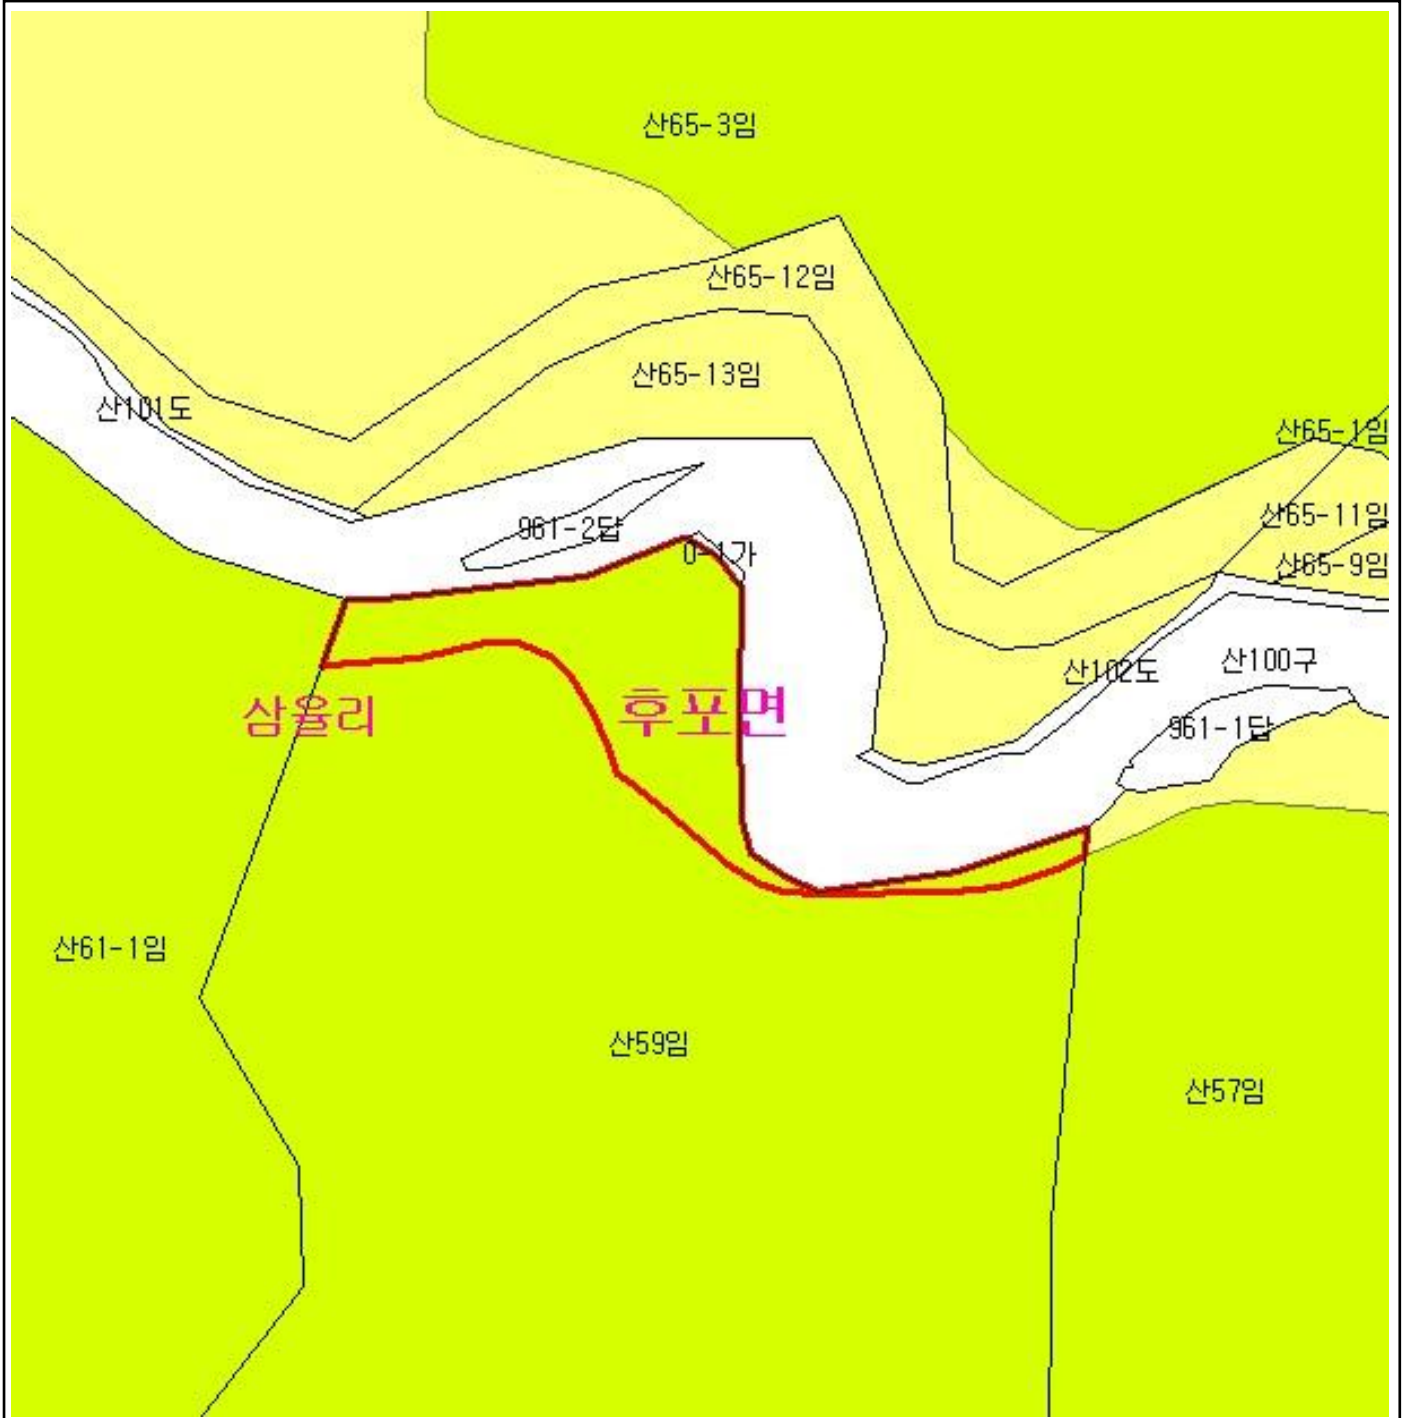 산65-3임
산65-12임
산65-13임
산101도
산65-1임
961-2답
산65-11임
0-1가
산65-9임
산102도
산100구
삼율리
후포면
961-1답
산61-1임
산59임
산57임